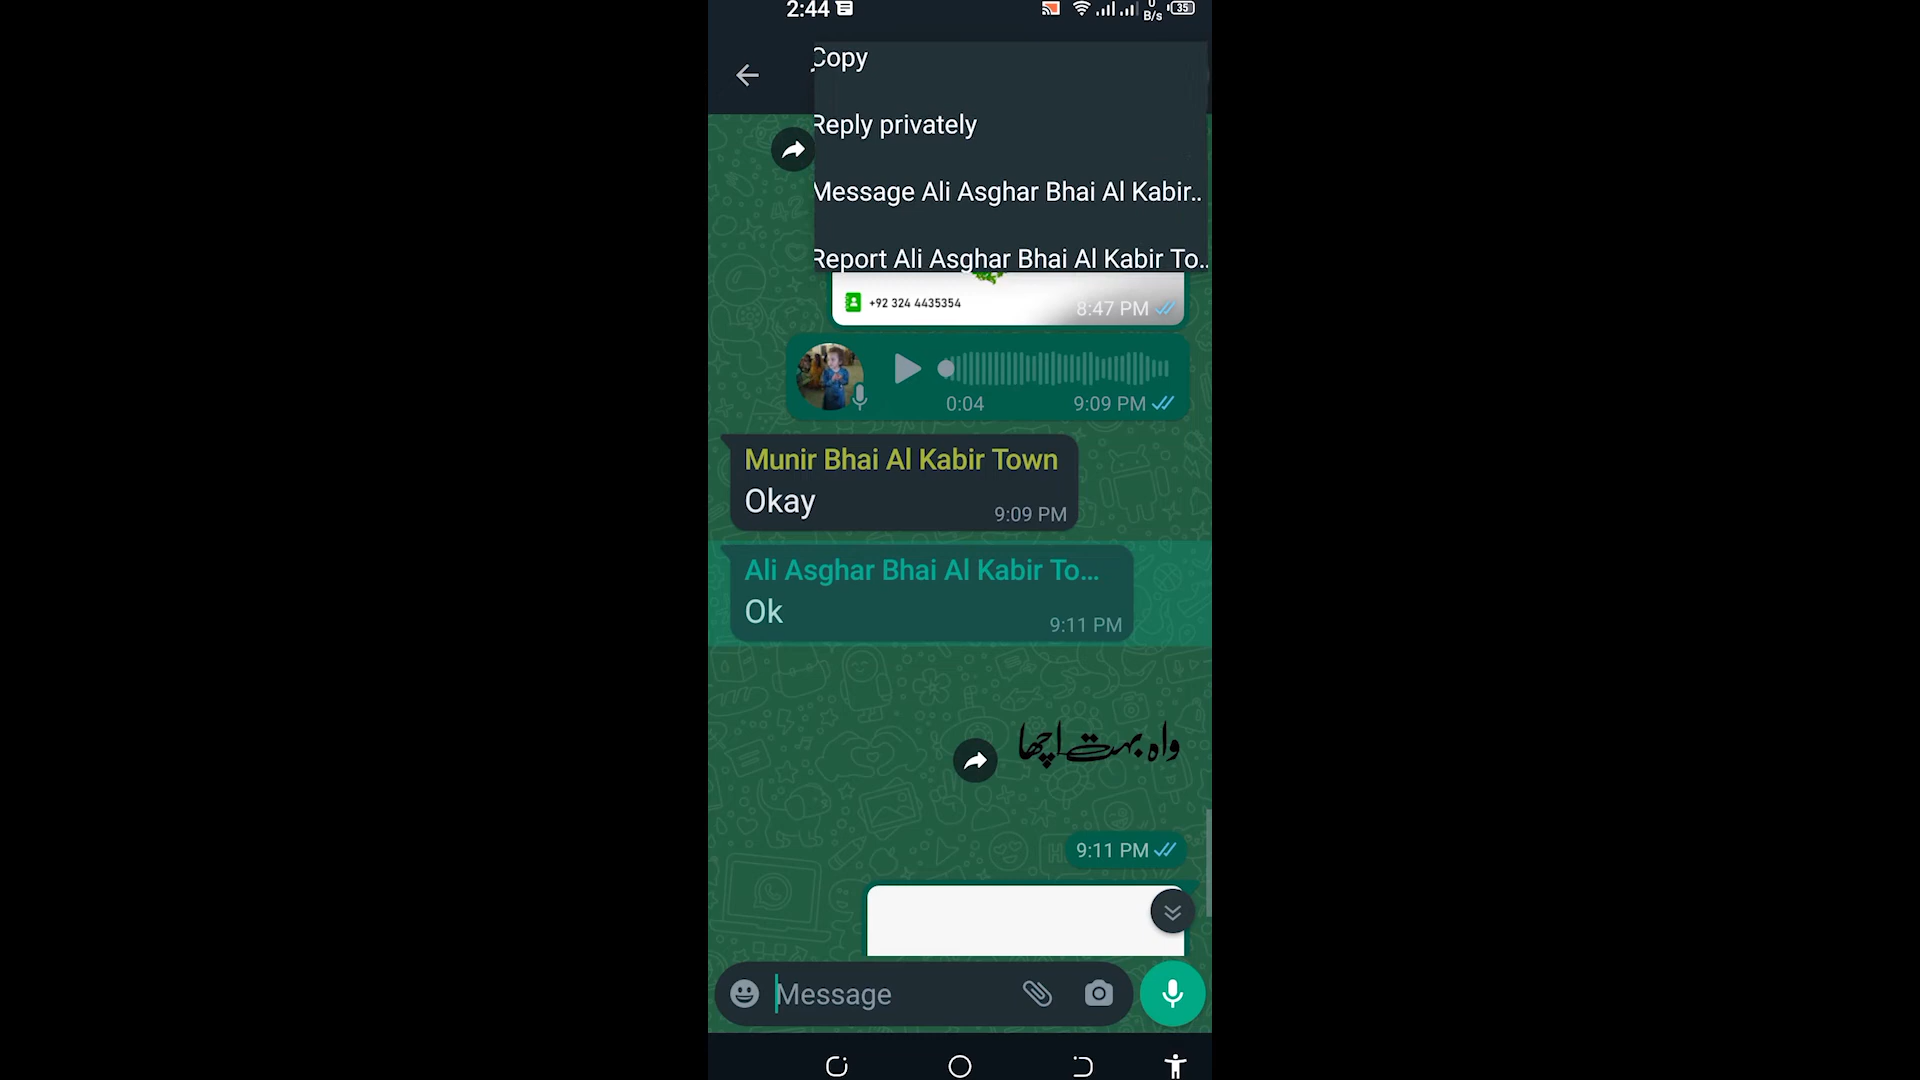 2:44
0
B/s
35
Copy
Reply privately
Message Ali Asghar Bhai Al Kabir..
Report Ali Asghar Bhai Al Kabir To..
+92 324 4435354
8:47 PM
0:04
9:09 PM
Munir Bhai Al Kabir Town
Okay
9:09 PM
Ali Asghar Bhai Al Kabir To...
Ok
9:11 PM
واہ بہت اچھا
9:11 PM
Message